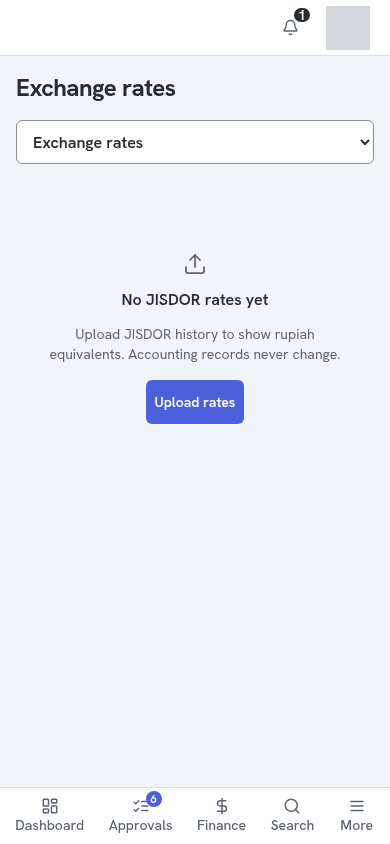 1
Exchange rates
Exchange rates
No JISDOR rates yet
Upload JISDOR history to show rupiah
equivalents. Accounting records never change.
Upload rates
6
Dashboard Approvals Finance Search More